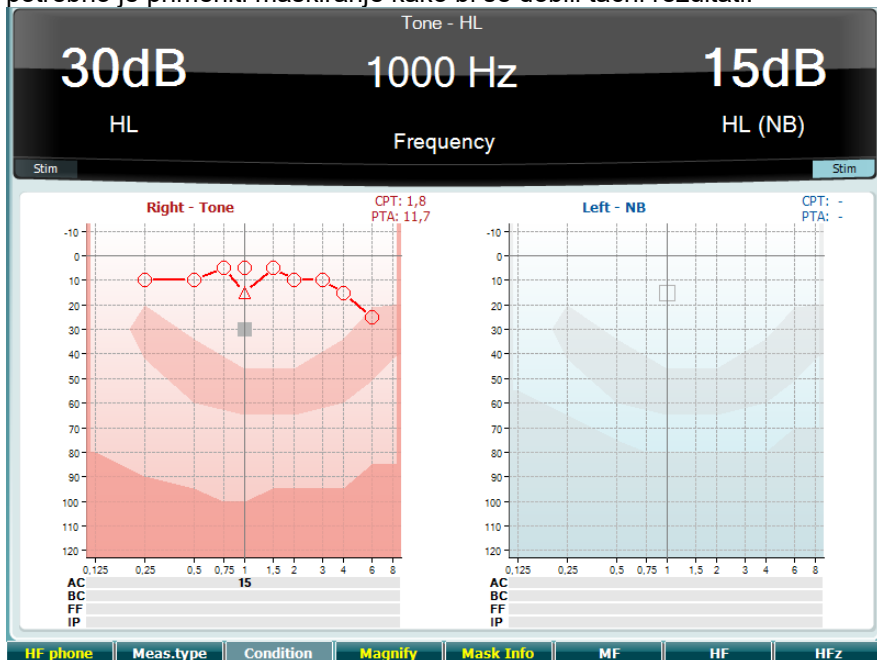 potrebno je primeniti maskiranje kako bi se dobili tačni rezultati.
Tone - HL
30dB 1000 Hz 15dB
HL HL (NB)
Frequency
Stim Stim
Right - Tone CPT: 1,8
PTA: 11,7
Left - NB CPT: -
PTA: -
-10 -10
0 0
10 10
20 20
30 30
40 40
50 50
60 60
70 70
80 80
90 90
100 100
110 110
120 120
0,125 0,25 0,5 0,75 1 1,5 2 3 4 6 8 0,125 0,25 0,5 0,75 1 1,5 2 3 4 6 8
AC 15 AC
BC BC
FF FF
IP IP
HF phone Meas.type Condition Magnify Mask Info MF HF HFz